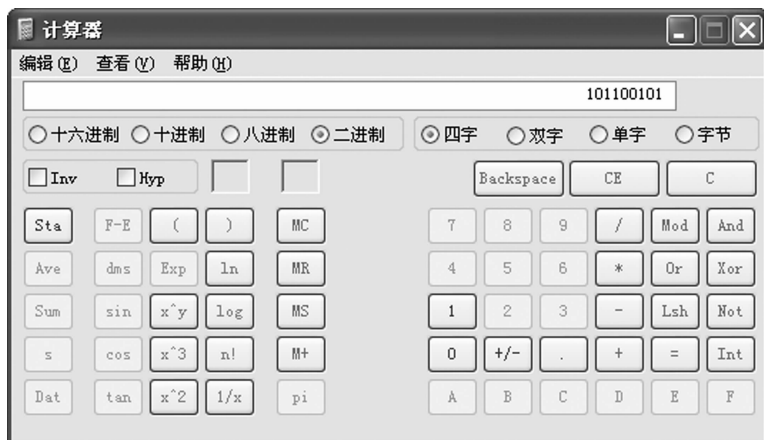 计算器
编辑(E) 查看(V) 帮助(H)
101100101
十六进制 十进制 八进制 二进制 四字 双字 单字 字节
Inv Hyp Backspace CE C
Sta F-E ( ) MC 7 8 9 / Mod And
Ave dms Exp ln MR 4 5 6 * Or Xor
Sum sin x^y log MS 1 2 3 - Lsh Not
s cos x^3 n! M+ 0 +/- . + = Int
Dat tan x^2 1/x pi A B C D E F